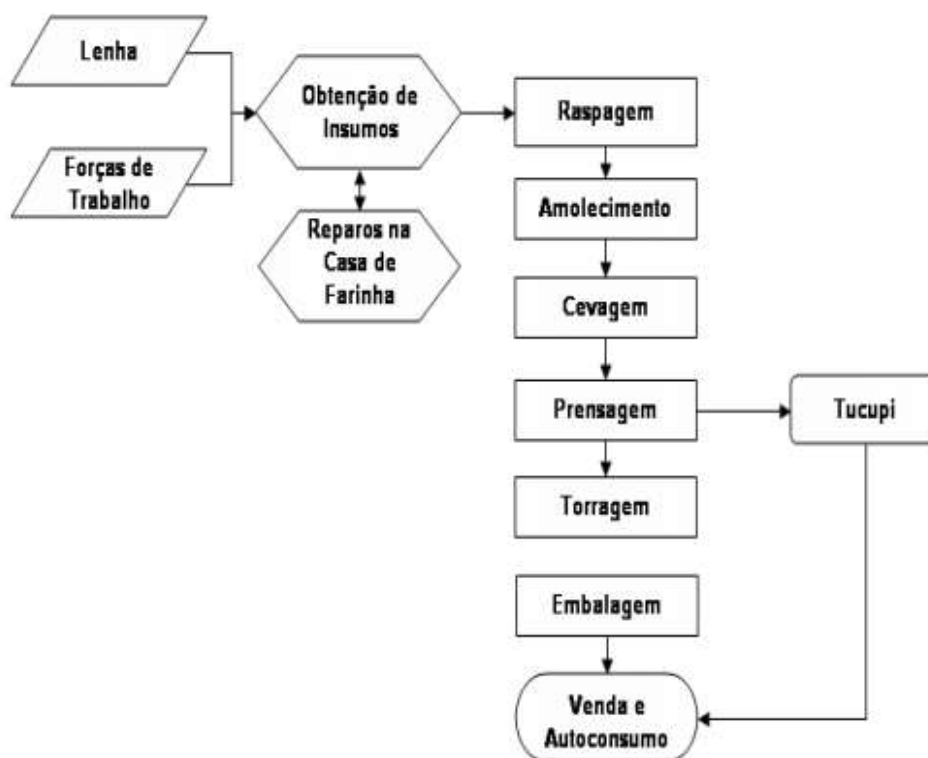 Lenha
Forças de
Trabalho
Obtenção de
Insumos
Reparos na
Casa de
Farinha
Raspagem
Amolecimento
Cevagem
Prensagem
Tucupi
Torragem
Embalagem
Venda e
Autoconsumo